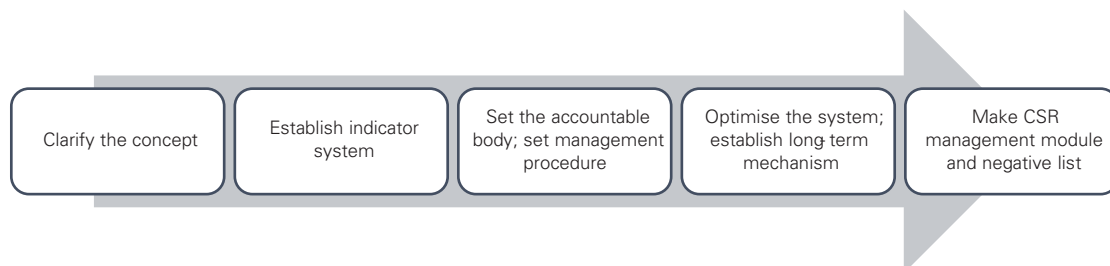 Clarify the concept
Establish indicator
system
Set the accountable
body; set management
procedure
Optimise the system;
establish long-term
mechanism
Make CSR
management module
and negative list